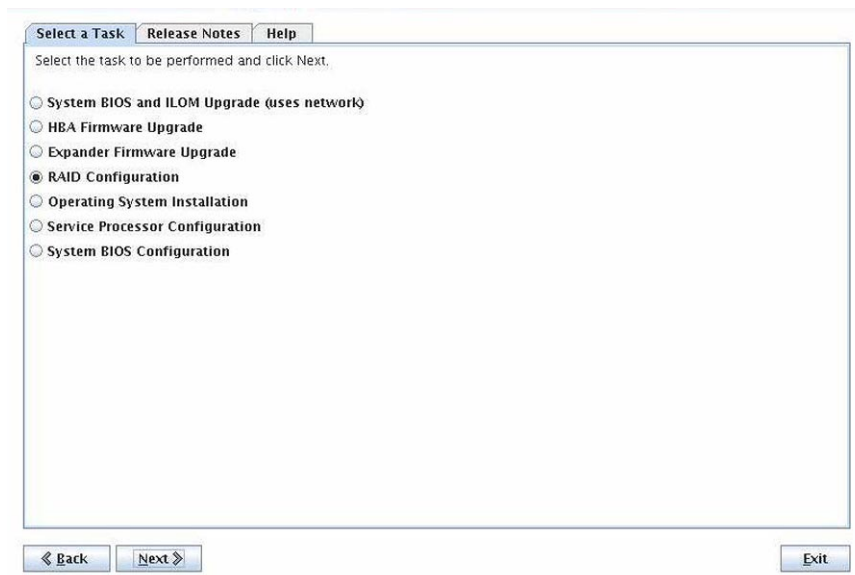 Select a Task Release Notes Help
Select the task to be performed and click Next.
System BIOS and ILOM Upgrade (uses network)
HBA Firmware Upgrade
Expander Firmware Upgrade
RAID Configuration
Operating System Installation
Service Processor Configuration
System BIOS Configuration
Back Next Exit